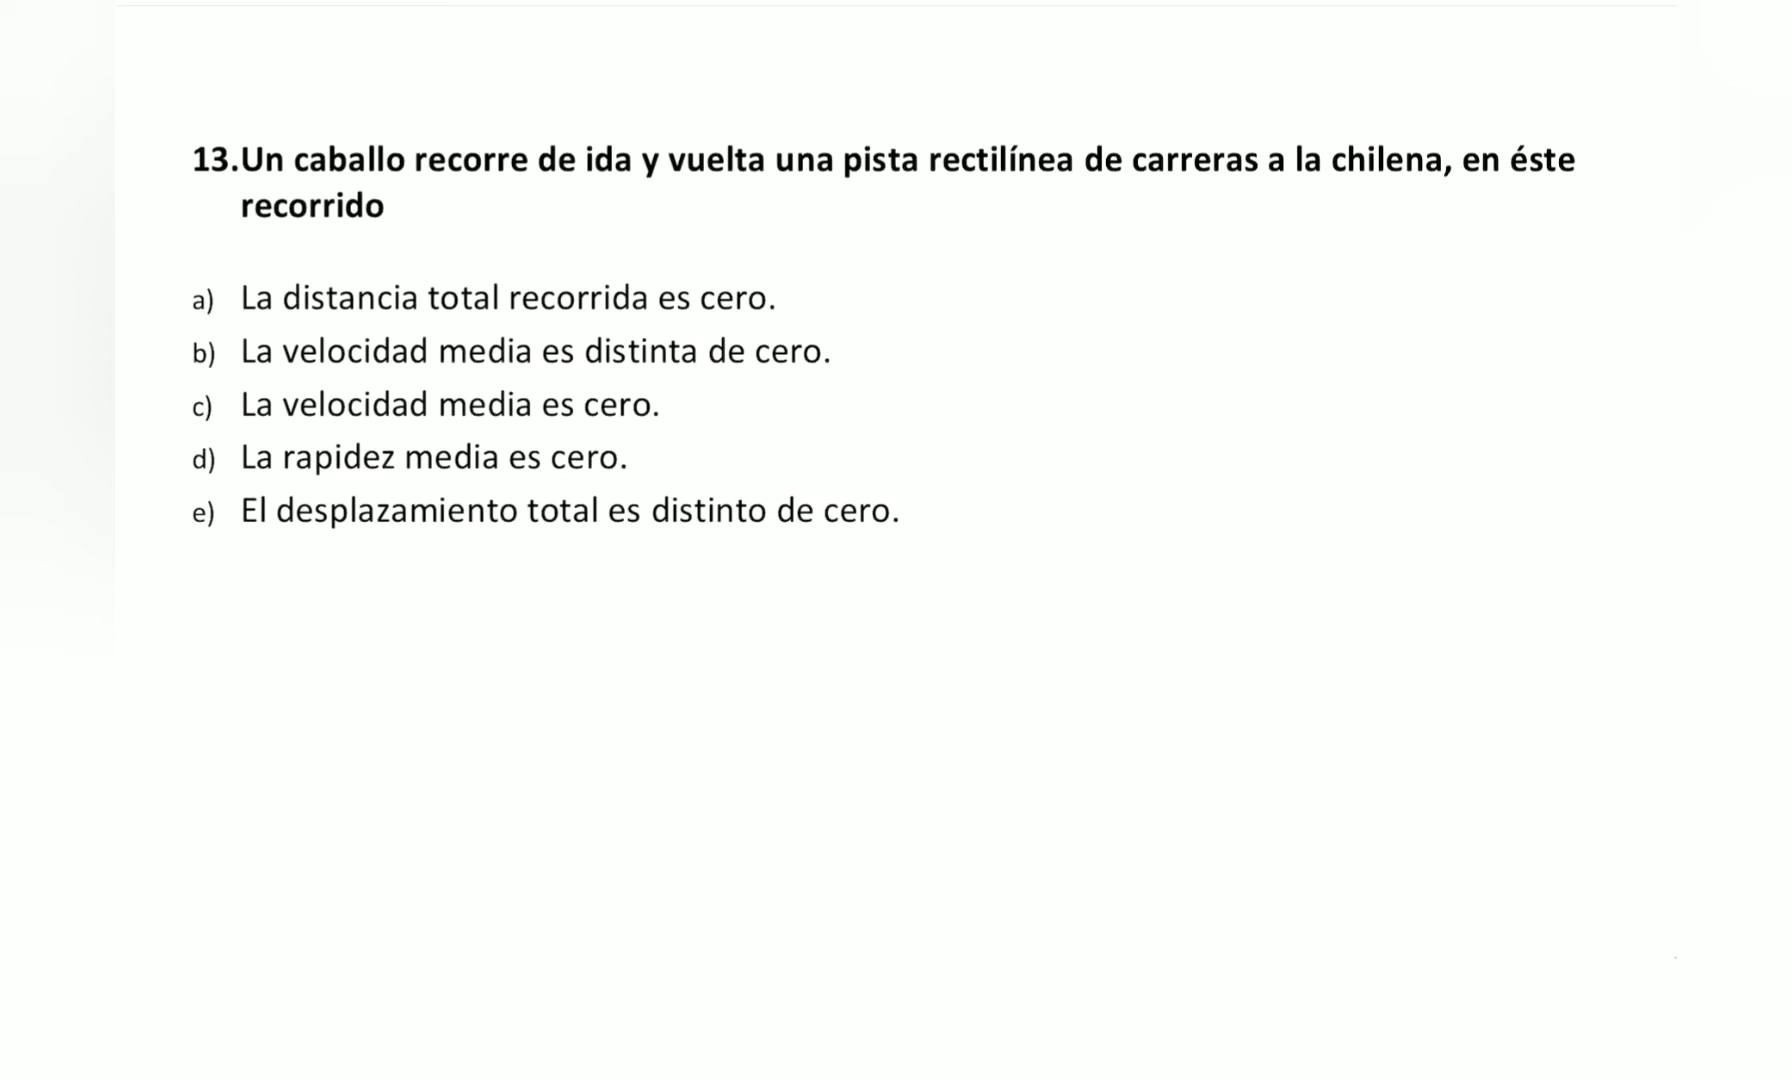 13.Un caballo recorre de ida y vuelta una pista rectilínea de carreras a la chilena, en éste
recorrido
a) La distancia total recorrida es cero.
b) La velocidad media es distinta de cero.
c) La velocidad media es cero.
d) La rapidez media es cero.
e) El desplazamiento total es distinto de cero.